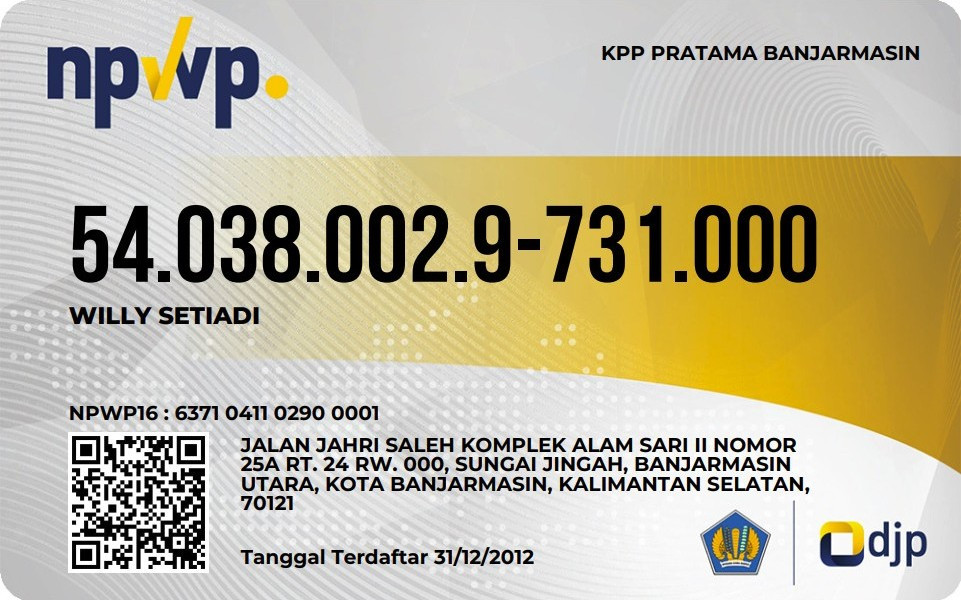 npwp.
KPP PRATAMA BANJARMASIN
54.038.002.9-731.000
WILLY SETIADI
NPWP16 : 6371 0411 0290 0001
JALAN JAHRI SALEH KOMPLEK ALAM SARI II NOMOR
25A RT. 24 RW. 000, SUNGAI JINGAH, BANJARMASIN
UTARA, KOTA BANJARMASIN, KALIMANTAN SELATAN,
70121
Tanggal Terdaftar 31/12/2012
djp